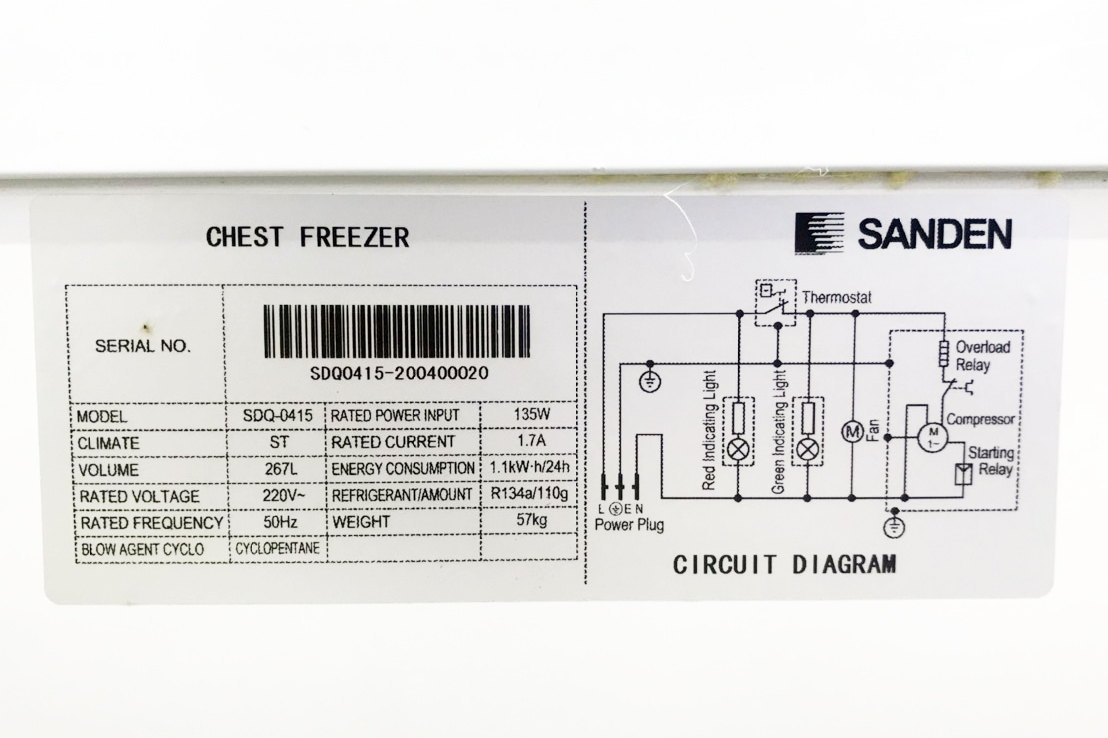 CHEST FREEZER
SERIAL NO.
SDQ0415-200400020
MODEL SDQ-0415 RATED POWER INPUT 135W
CLIMATE ST RATED CURRENT 1.7A
VOLUME 267L ENERGY CONSUMPTION 1.1kW·h/24h
RATED VOLTAGE 220V~ REFRIGERANT/AMOUNT R134a/110g
RATED FREQUENCY 50Hz WEIGHT 57kg
BLOW AGENT CYCLO CYCLOPENTANE
SANDEN
Thermostat
Overload
Relay
Red Indicating Light
Green Indicating Light
M
Fan
Compressor
M
1~
Starting
Relay
L E N
Power Plug
CIRCUIT DIAGRAM